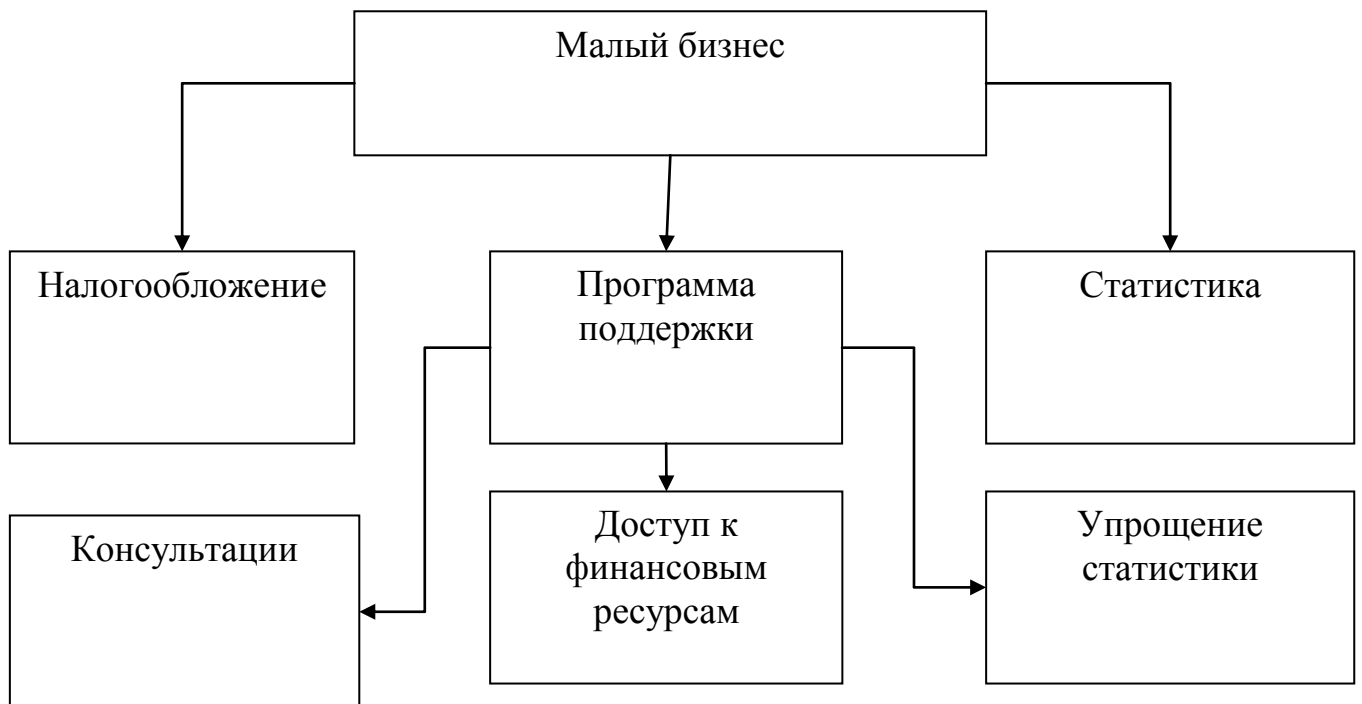 Малый бизнес
Налогообложение
Программа
поддержки
Статистика
Консультации
Доступ к
финансовым
ресурсам
Упрощение
статистики